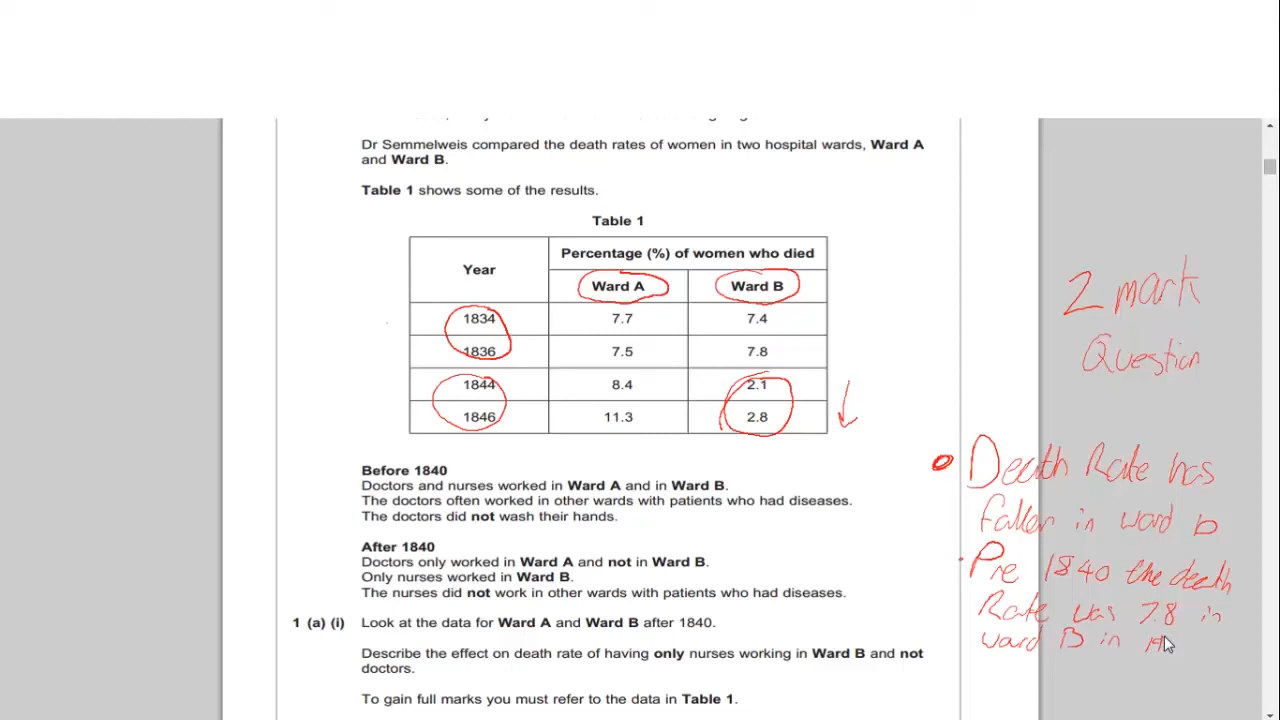 Dr Semmelweis compared the death rates of women in two hospital wards, Ward A
and Ward B.
Table 1 shows some of the results.
Table 1
Year
Percentage (%) of women who died
Ward A
Ward B
1834 7.7 7.4
1836 7.5 7.8
1844 8.4 2.1
1846 11.3 2.8
Before 1840
Doctors and nurses worked in Ward A and in Ward B.
The doctors often worked in other wards with patients who had diseases.
The doctors did not wash their hands.
After 1840
Doctors only worked in Ward A and not in Ward B.
Only nurses worked in Ward B.
The nurses did not work in other wards with patients who had diseases.
1 (a) (i) Look at the data for Ward A and Ward B after 1840.
Describe the effect on death rate of having only nurses working in Ward B and not
doctors.
To gain full marks you must refer to the data in Table 1.
2 mark
Question
Death Rate has
fallen in ward b
Pre 1840 the death
Rate was 7.8 in
ward B in